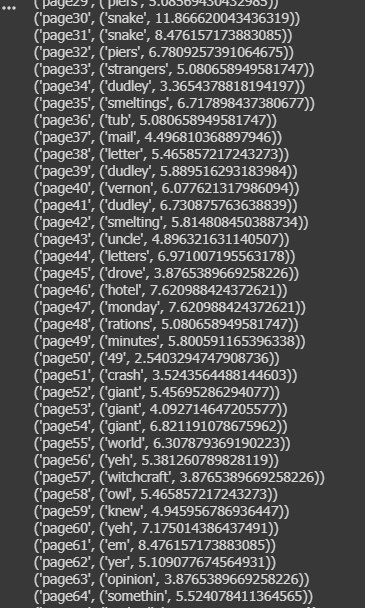 ('page29', ('piers', 5.08569430432985))
('page30', ('snake', 11.866620043436319))
('page31', ('snake', 8.476157173883085))
('page32', ('piers', 6.7809257391064675))
('page33', ('strangers', 5.080658949581747))
('page34', ('dudley', 3.3654378818194197))
('page35', ('smeltings', 6.717898437380677))
('page36', ('tub', 5.080658949581747))
('page37', ('mail', 4.496810368897946))
('page38', ('letter', 5.465857217243273))
('page39', ('dudley', 5.889516293183984))
('page40', ('vernon', 6.077621317986094))
('page41', ('dudley', 6.730875763638839))
('page42', ('smelting', 5.814808450388734))
('page43', ('uncle', 4.896321631140507))
('page44', ('letters', 6.971007195563178))
('page45', ('drove', 3.8765389669258226))
('page46', ('hotel', 7.620988424372621))
('page47', ('monday', 7.620988424372621))
('page48', ('rations', 5.080658949581747))
('page49', ('minutes', 5.800591165396338))
('page50', ('49', 2.5403294747908736))
('page51', ('crash', 3.5243564488144603))
('page52', ('giant', 5.45695286294077))
('page53', ('giant', 4.092714647205577))
('page54', ('giant', 6.821191078675962))
('page55', ('world', 6.307879369190223))
('page56', ('yeh', 5.381260789828119))
('page57', ('witchcraft', 3.8765389669258226))
('page58', ('owl', 5.465857217243273))
('page59', ('knew', 4.945956786936447))
('page60', ('yeh', 7.175014386437491))
('page61', ('em', 8.476157173883085))
('page62', ('yer', 5.109077674564931))
('page63', ('opinion', 3.8765389669258226))
('page64', ('somethin', 5.524078411364565))